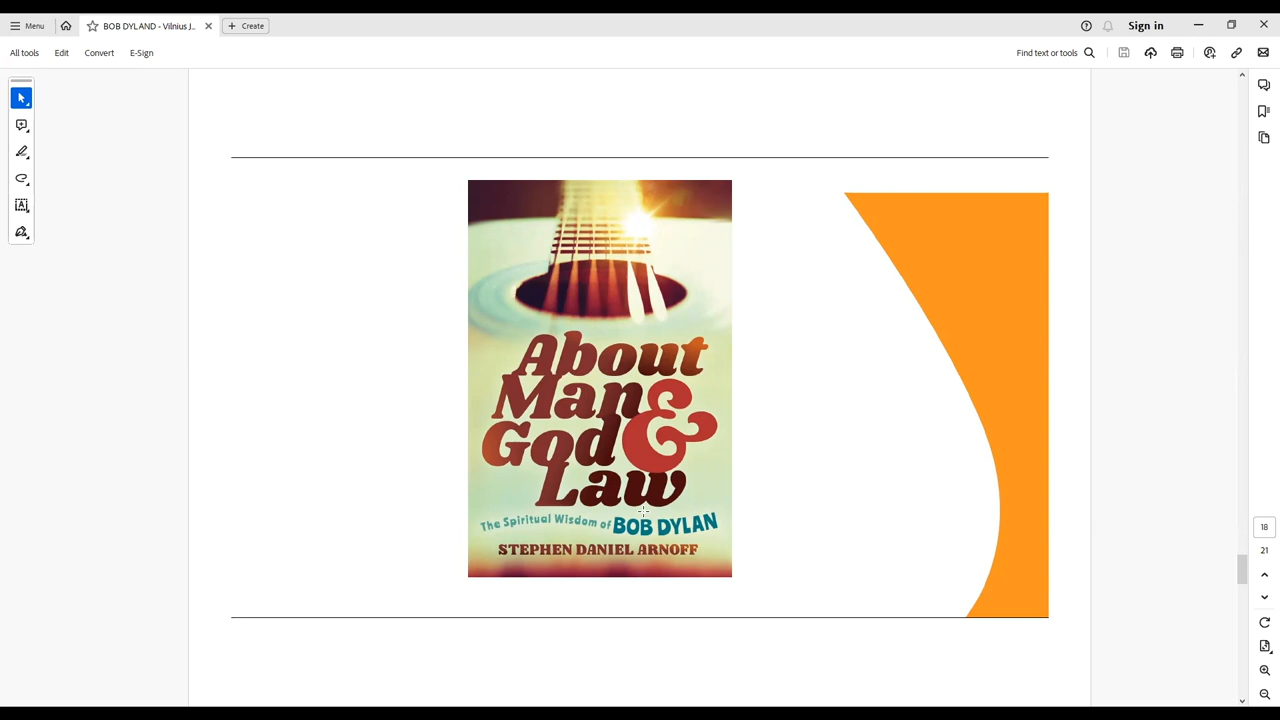 Menu
BOB DYLAND - Vilnius J...
Create
Sign in
All tools
Edit
Convert
E-Sign
Find text or tools
About
Man &
God
Law
The Spiritual Wisdom of BOB DYLAN
STEPHEN DANIEL ARNOFF
18
21